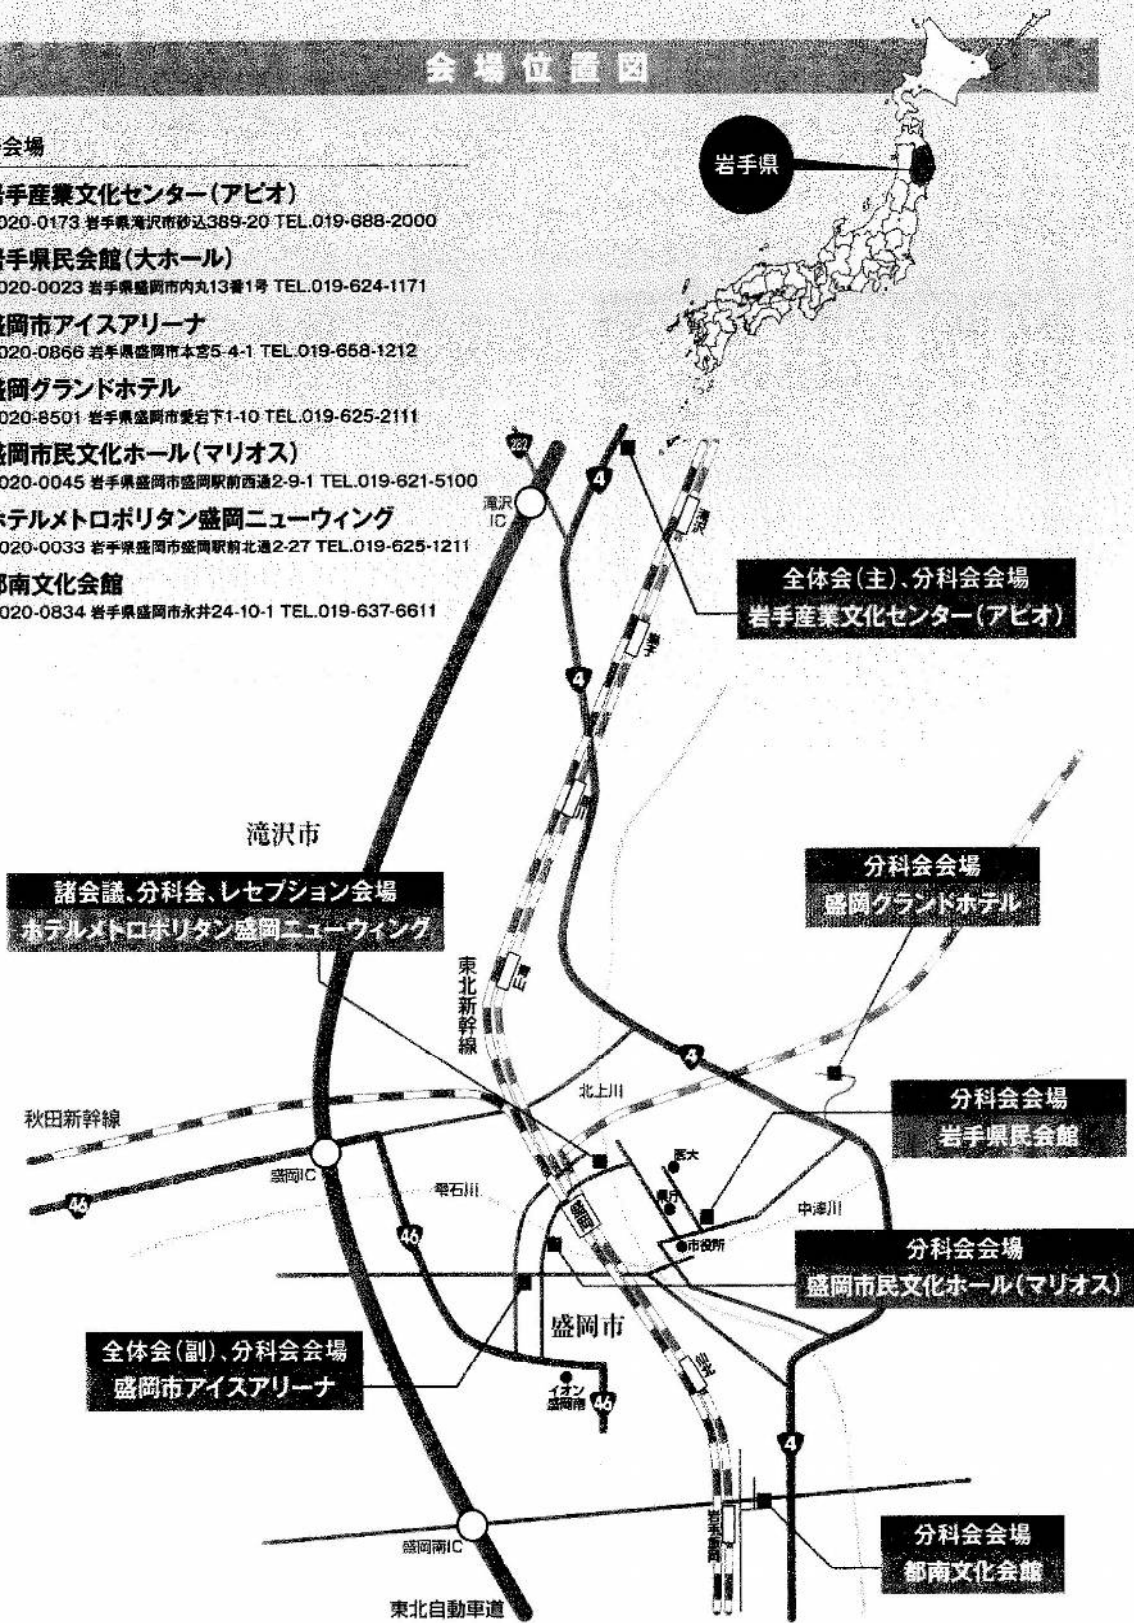 会場位置図
会場
岩手県
岩手産業文化センター(アピオ)
020-0173 岩手県滝沢市砂込389-20 TEL.019-688-2000
岩手県民会館(大ホール)
020-0023 岩手県盛岡市内丸13番1号 TEL.019-624-1171
盛岡市アイスアリーナ
020-0866 岩手県盛岡市本宮5-4-1 TEL.019-658-1212
盛岡グランドホテル
020-8501 岩手県盛岡市愛宕下1-10 TEL.019-625-2111
盛岡市民文化ホール(マリオス)
020-0045 岩手県盛岡市盛岡駅前西通2-9-1 TEL.019-621-5100
ホテルメトロポリタン盛岡ニューウィング
020-0033 岩手県盛岡市盛岡駅前北通2-27 TEL.019-625-1211
都南文化会館
020-0834 岩手県盛岡市永井24-10-1 TEL.019-637-6611
282
4
滝沢
IC
滝沢
全体会(主)、分科会会場
岩手産業文化センター(アピオ)
4
滝沢市
諸会議、分科会、レセプション会場
ホテルメトロポリタン盛岡ニューウィング
分科会会場
盛岡グランドホテル
東北新幹線
青山
4
北上川
秋田新幹線
分科会会場
岩手県民会館
盛岡IC
46
雫石川
医大
県庁
盛岡
中津川
46
市役所
分科会会場
盛岡市民文化ホール(マリオス)
盛岡市
全体会(副)、分科会会場
盛岡市アイスアリーナ
イオン
盛岡南
46
仙北町
4
岩手飯岡
分科会会場
都南文化会館
盛岡南IC
東北自動車道